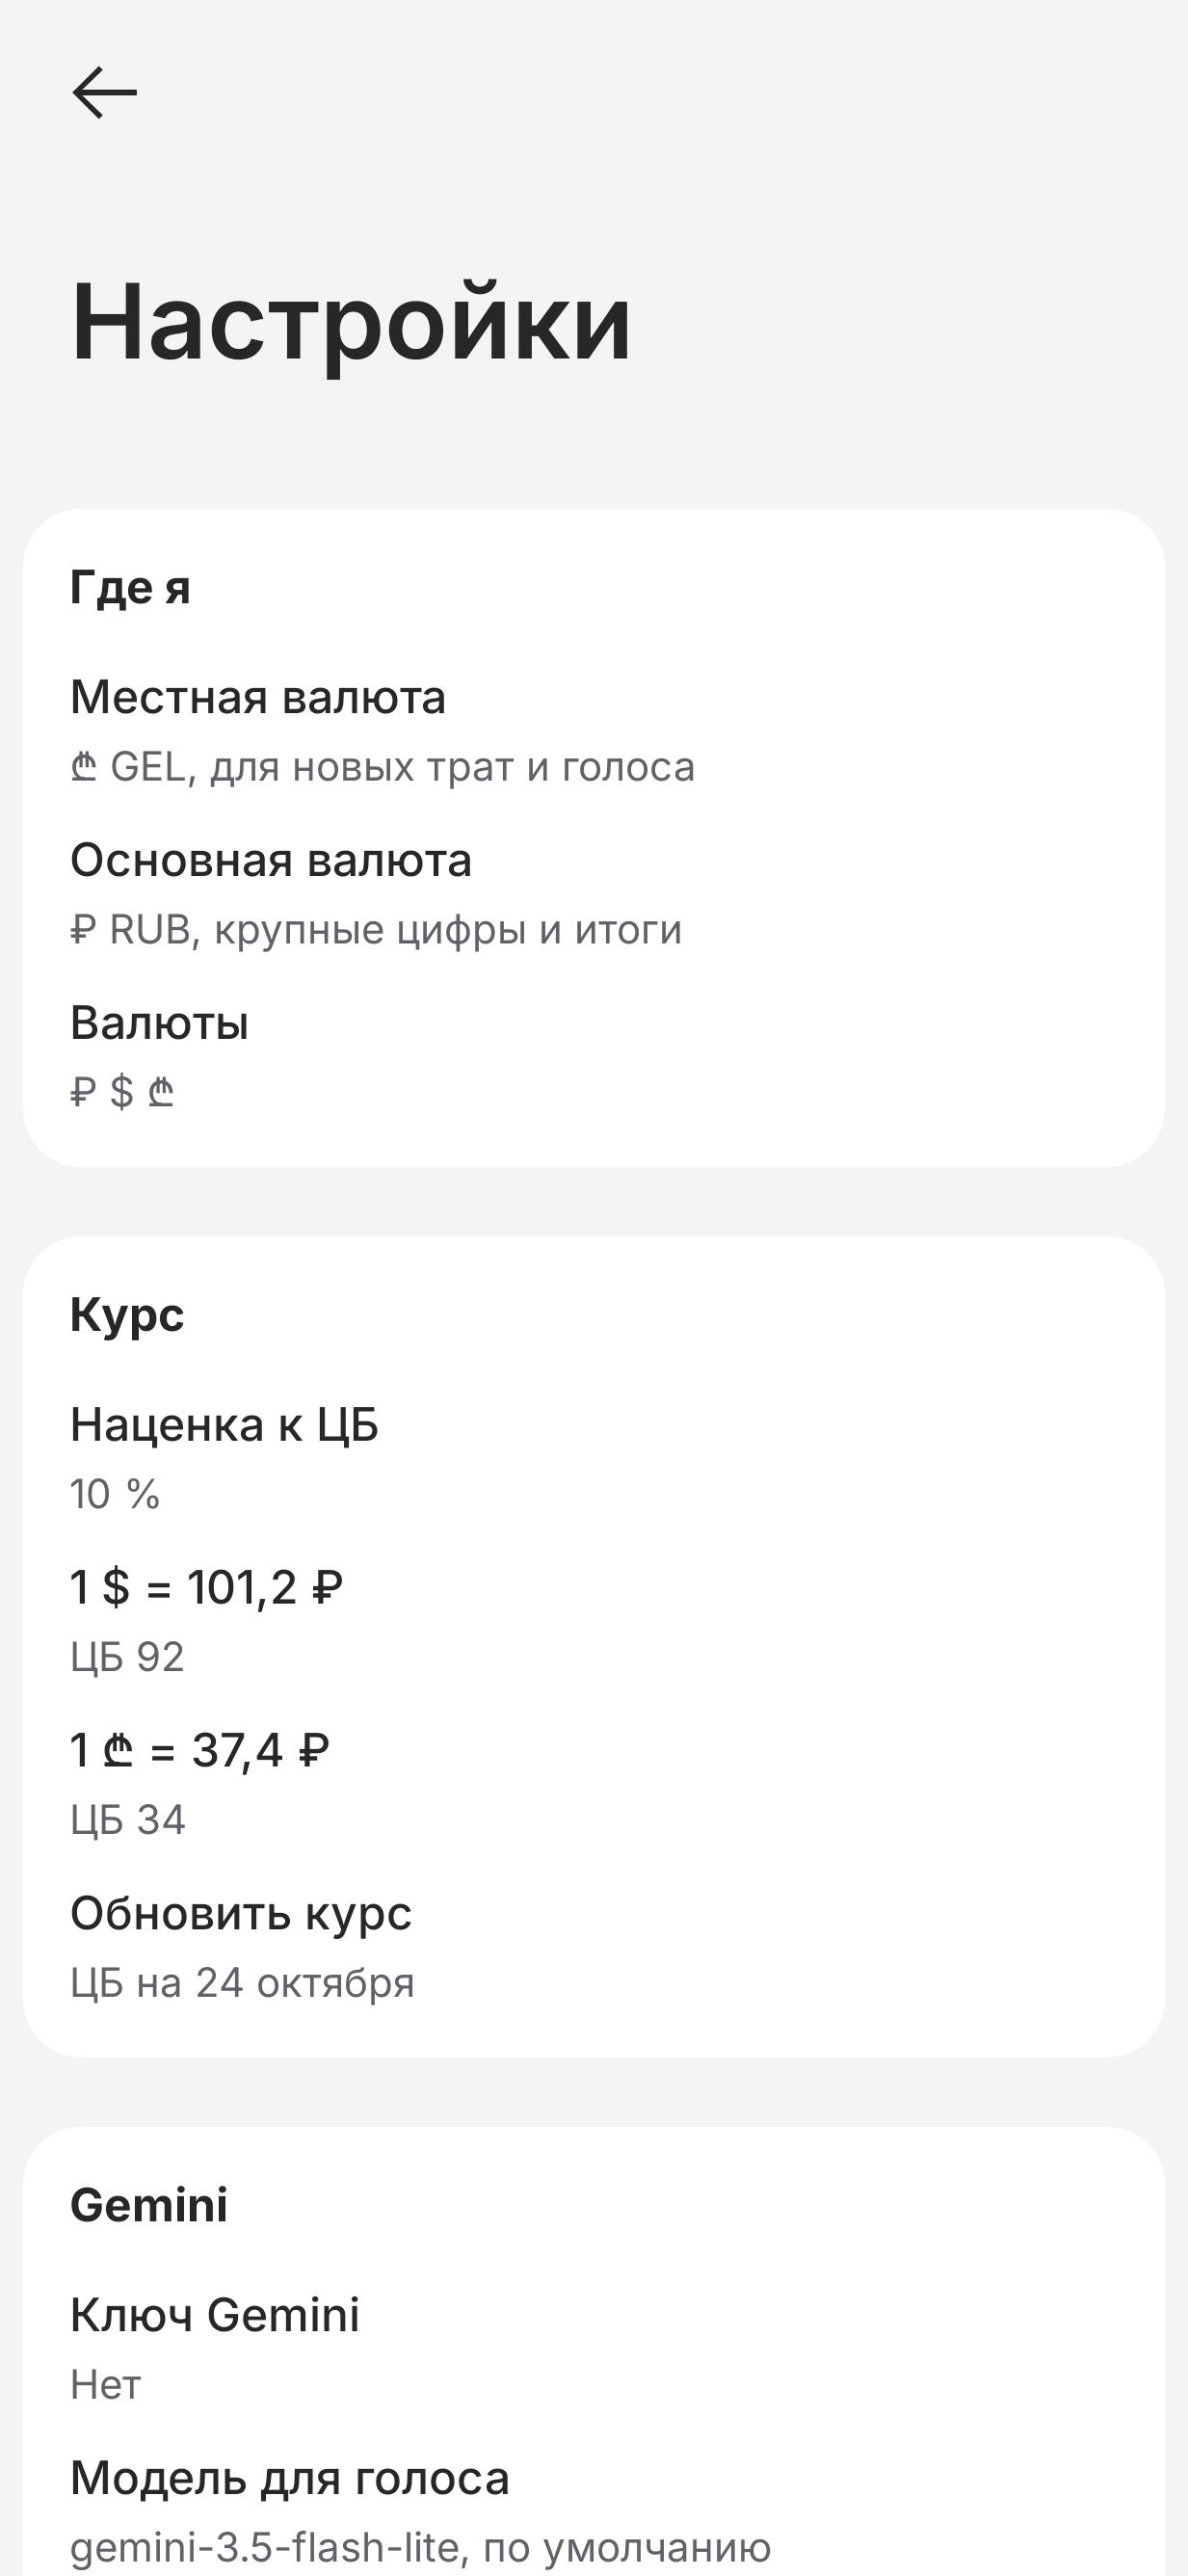 Настройки
Где я
Местная валюта
₾ GEL, для новых трат и голоса
Основная валюта
₽ RUB, крупные цифры и итоги
Валюты
₽ $ ₾
Курс
Наценка к ЦБ
10 %
1 $ = 101,2 ₽
ЦБ 92
1 ₾ = 37,4 ₽
ЦБ 34
Обновить курс
ЦБ на 24 октября
Gemini
Ключ Gemini
Нет
Модель для голоса
gemini-3.5-flash-lite, по умолчанию